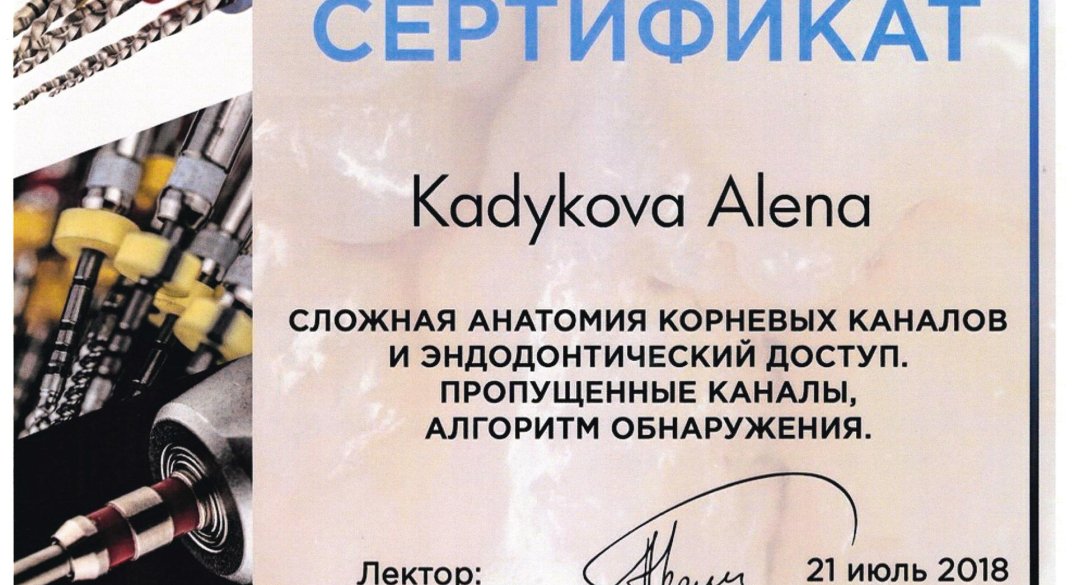 СЕРТИФИКАТ
Kadykova Alena
СЛОЖНАЯ АНАТОМИЯ КОРНЕВЫХ КАНАЛОВ
И ЭНДОДОНТИЧЕСКИЙ ДОСТУП.
ПРОПУЩЕННЫЕ КАНАЛЫ,
АЛГОРИТМ ОБНАРУЖЕНИЯ.
Лектор: 21 июль 2018